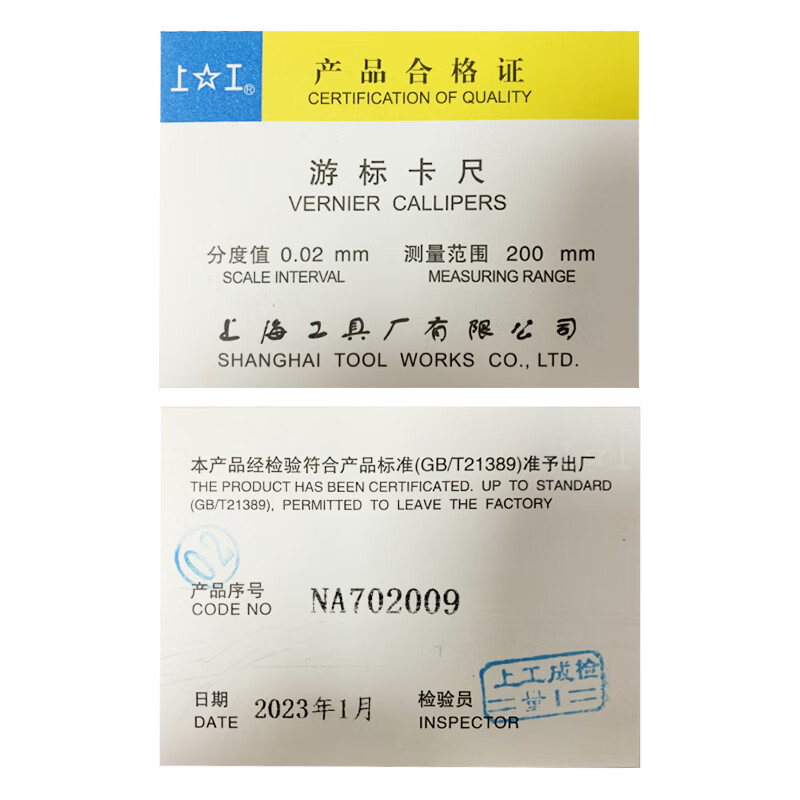 上☆工®
产品合格证
CERTIFICATION OF QUALITY
游标卡尺
VERNIER CALLIPERS
分度值 0.02 mm 测量范围 200 mm
SCALE INTERVAL MEASURING RANGE
上海工具厂有限公司
SHANGHAI TOOL WORKS CO., LTD.
本产品经检验符合产品标准(GB/T21389)准予出厂
THE PRODUCT HAS BEEN CERTIFICATED. UP TO STANDARD
(GB/T21389), PERMITTED TO LEAVE THE FACTORY
02
产品序号
CODE NO NA702009
上工成检
量1
日期 2023年1月 检验员
DATE INSPECTOR